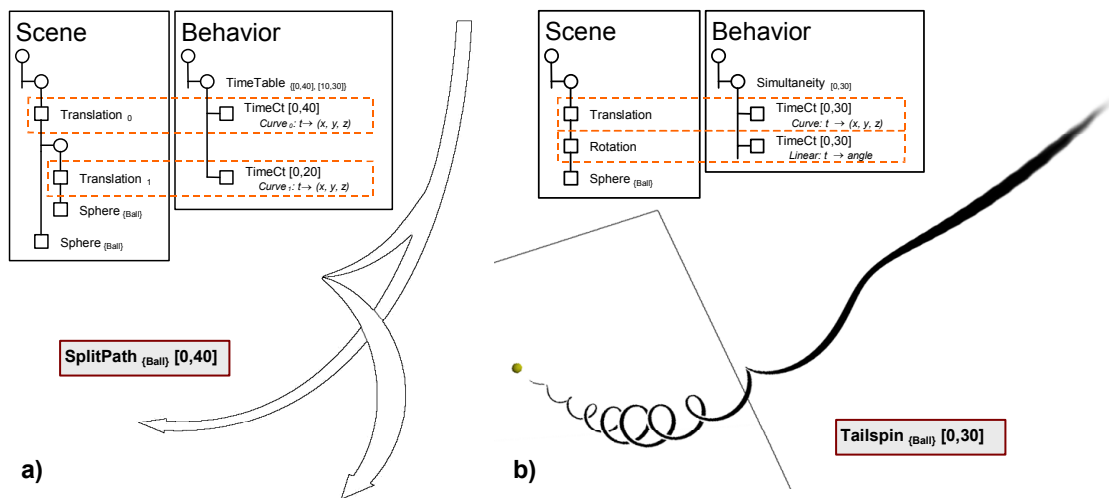 Scene
Behavior
TimeTable {[0,40], [10,30]}
TimeCt [0,40]
Translation 0
Curve 0: t→ (x, y, z)
TimeCt [0,20]
Translation 1
Curve 1: t→ (x, y, z)
Sphere {Ball}
Sphere {Ball}
SplitPath {Ball} [0,40]
a)
Scene
Behavior
Simultaneity [0,30]
TimeCt [0,30]
Translation
Curve: t → (x, y, z)
TimeCt [0,30]
Rotation
Linear: t → angle
Sphere {Ball}
Tailspin {Ball} [0,30]
b)